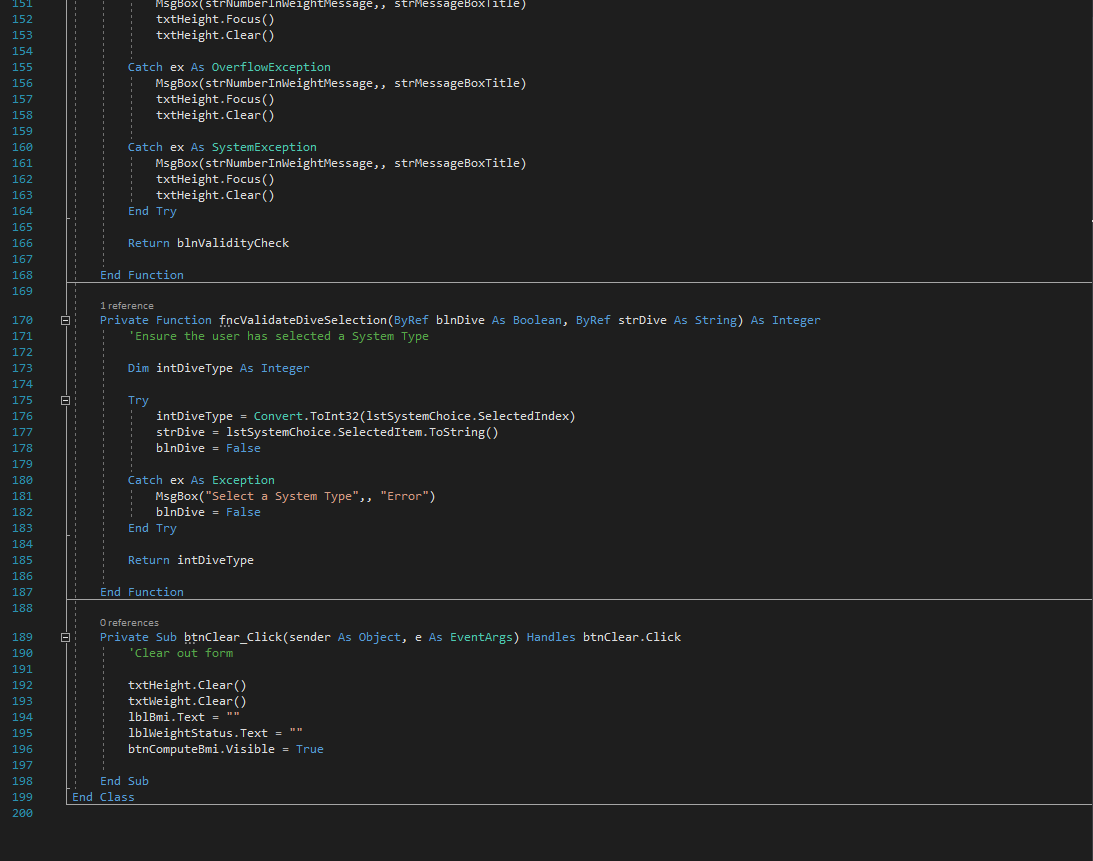 151 MsgBox(strNumberInWeightMessage,, strMessageBoxTitle)
152 txtHeight.Focus()
153 txtHeight.Clear()
154
155 Catch ex As OverflowException
156 MsgBox(strNumberInWeightMessage,, strMessageBoxTitle)
157 txtHeight.Focus()
158 txtHeight.Clear()
159
160 Catch ex As SystemException
161 MsgBox(strNumberInWeightMessage,, strMessageBoxTitle)
162 txtHeight.Focus()
163 txtHeight.Clear()
164 End Try
165
166 Return blnValidityCheck
167
168 End Function
169
1 reference
170 Private Function fncValidateDiveSelection(ByRef blnDive As Boolean, ByRef strDive As String) As Integer
171 'Ensure the user has selected a System Type
172
173 Dim intDiveType As Integer
174
175 Try
176 intDiveType = Convert.ToInt32(lstSystemChoice.SelectedIndex)
177 strDive = lstSystemChoice.SelectedItem.ToString()
178 blnDive = False
179
180 Catch ex As Exception
181 MsgBox("Select a System Type",, "Error")
182 blnDive = False
183 End Try
184
185 Return intDiveType
186
187 End Function
188
0 references
189 Private Sub btnClear_Click(sender As Object, e As EventArgs) Handles btnClear.Click
190 'Clear out form
191
192 txtHeight.Clear()
193 txtWeight.Clear()
194 lblBmi.Text = ""
195 lblWeightStatus.Text = ""
196 btnComputeBmi.Visible = True
197
198 End Sub
199 End Class
200